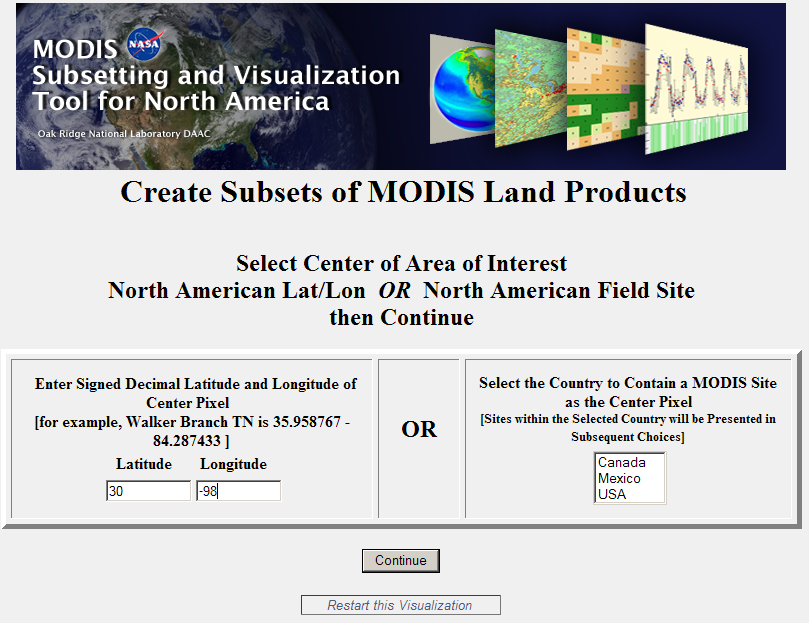 MODIS NASA
Subsetting and Visualization
Tool for North America
Oak Ridge National Laboratory DAAC
Create Subsets of MODIS Land Products
Select Center of Area of Interest
North American Lat/Lon OR North American Field Site
then Continue
Enter Signed Decimal Latitude and Longitude of
Center Pixel
[for example, Walker Branch TN is 35.958767 -
84.287433 ]
Latitude Longitude
30 -98
OR
Select the Country to Contain a MODIS Site
as the Center Pixel
[Sites within the Selected Country will be Presented in
Subsequent Choices]
Canada
Mexico
USA
Continue
Restart this Visualization